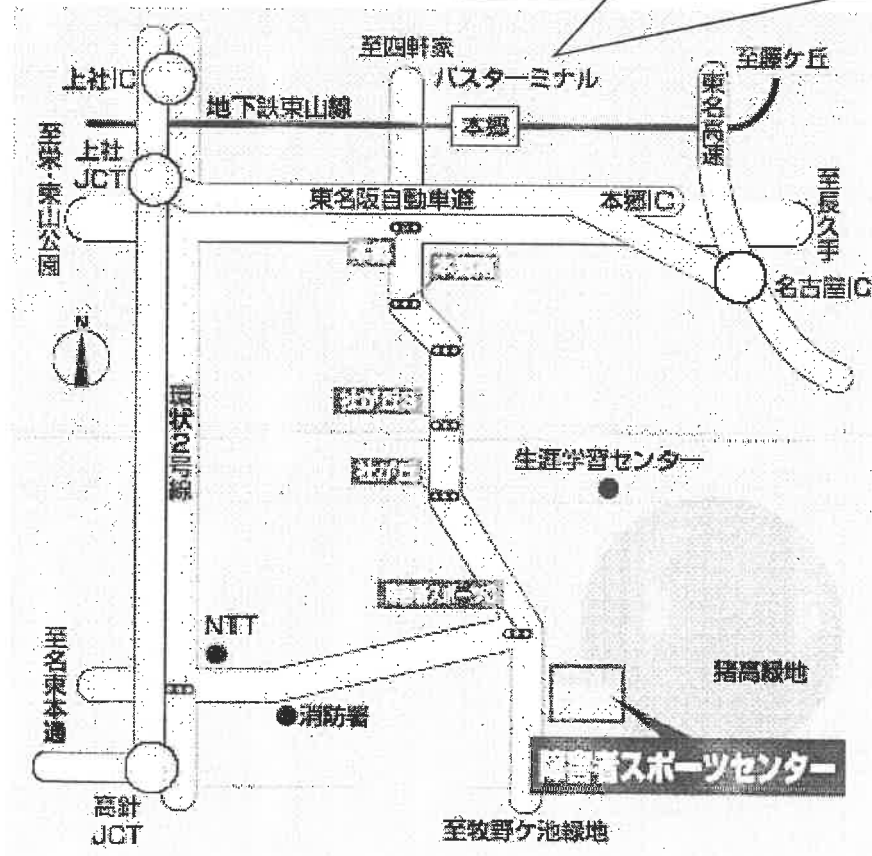 至四軒家
バスターミナル
至藤ケ丘
上社IC
地下鉄東山線
本郷
東名高速
至栄・東山公園
上社
JCT
東名阪自動車道
本郷IC
至長久手
名古屋IC
N
環状2号線
生涯学習センター
NTT
至名東本通
消防署
猪高緑地
障害者スポーツセンター
高針
JCT
至牧野ケ池緑地